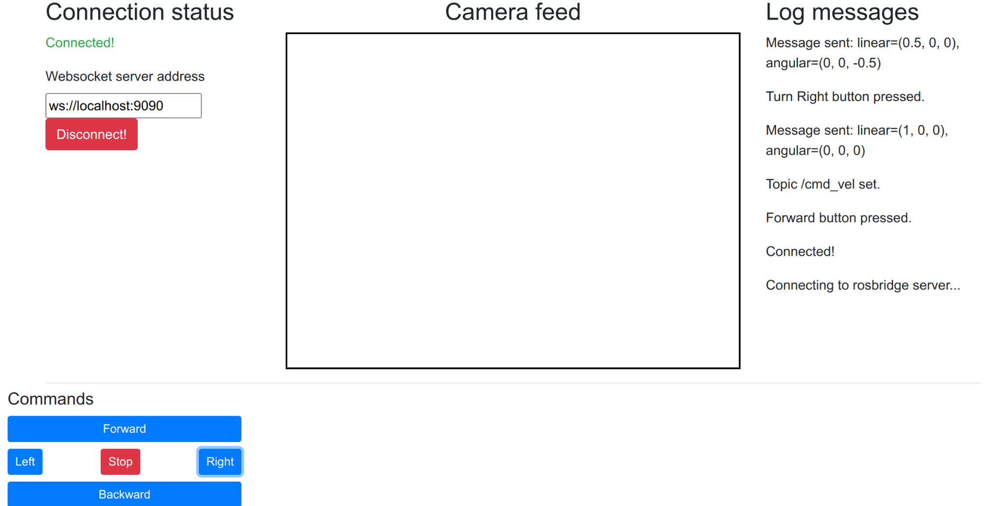 Connection status
Connected!
Websocket server address
ws://localhost:9090
Disconnect!
Camera feed
Log messages
Message sent: linear=(0.5, 0, 0),
angular=(0, 0, -0.5)
Turn Right button pressed.
Message sent: linear=(1, 0, 0),
angular=(0, 0, 0)
Topic /cmd_vel set.
Forward button pressed.
Connected!
Connecting to rosbridge server...
Commands
Forward
Left
Stop
Right
Backward